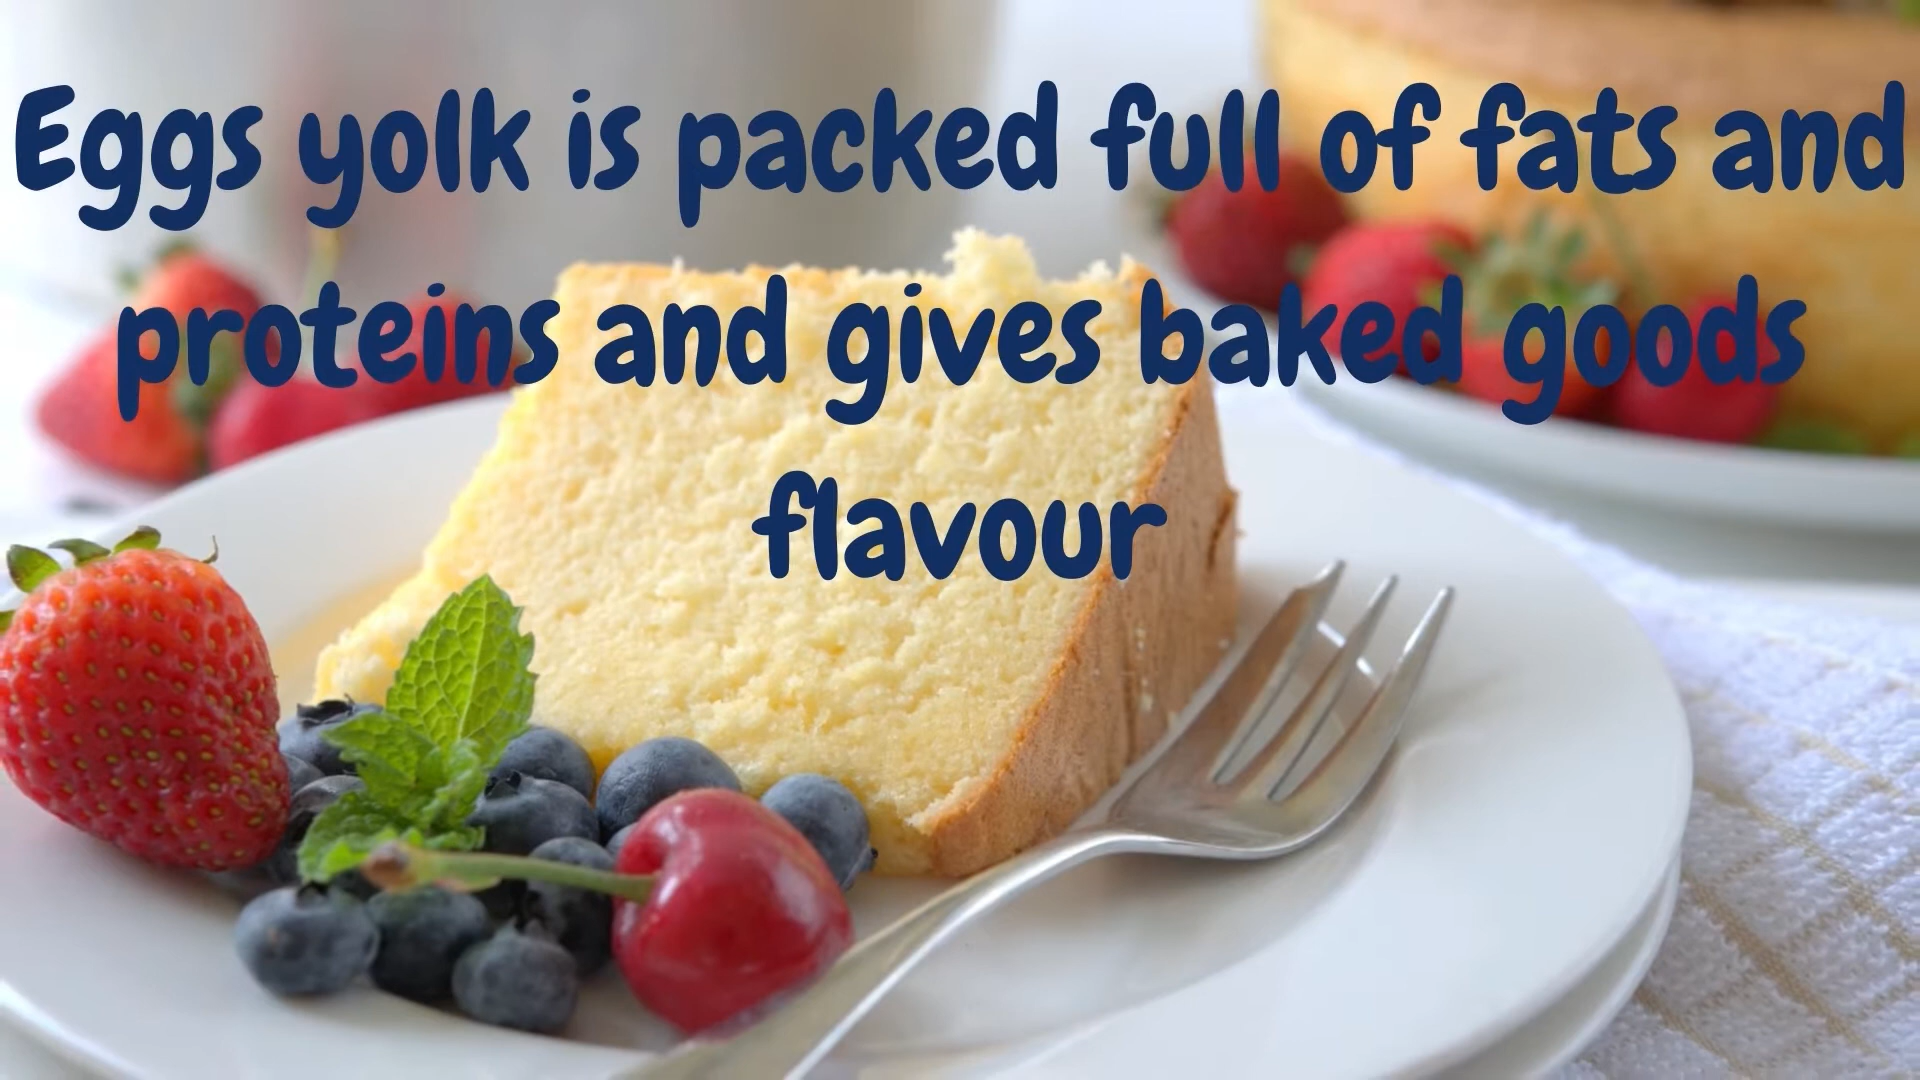 Eggs yolk is packed full of fats and
proteins and gives baked goods
flavour